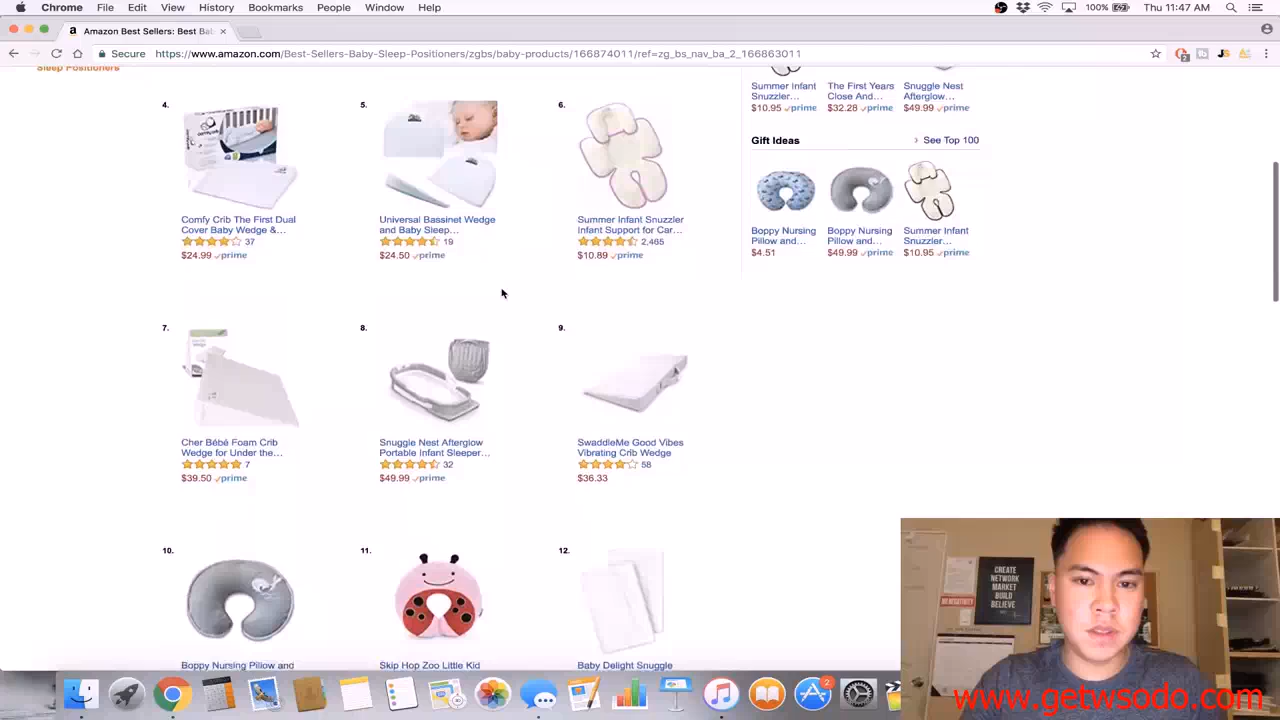 Chrome File Edit View History Bookmarks People Window Help 100% Thu 11:47 AM
Amazon Best Sellers: Best Bab
Secure https://www.amazon.com/Best-Sellers-Baby-Sleep-Positioners/zgbs/baby-products/166874011/ref=zg_bs_nav_ba_2_166863011
Sleep Positioners
Summer Infant Snuzzler...
$10.95 prime
The First Years Close And...
$32.28 prime
Snuggle Nest Afterglow...
$49.99 prime
Gift Ideas
› See Top 100
Boppy Nursing Pillow and...
$4.51
Boppy Nursing Pillow and...
$49.99 prime
Summer Infant Snuzzler...
$10.95 prime
4.
Comfy Crib The First Dual
Cover Baby Wedge &...
37
$24.99 prime
5.
Universal Bassinet Wedge
and Baby Sleep...
19
$24.50 prime
6.
Summer Infant Snuzzler
Infant Support for Car...
2,465
$10.89 prime
7.
Cher Bébé Foam Crib
Wedge for Under the...
7
$39.50 prime
8.
Snuggle Nest Afterglow
Portable Infant Sleeper...
32
$49.99 prime
9.
SwaddleMe Good Vibes
Vibrating Crib Wedge
58
$36.33
10.
Boppy Nursing Pillow and
11.
Skip Hop Zoo Little Kid
12.
Baby Delight Snuggle
CREATE
NETWORK
MARKET
BUILD
BELIEVE
NO NEGATIVITY
2
www.getwsodo.com